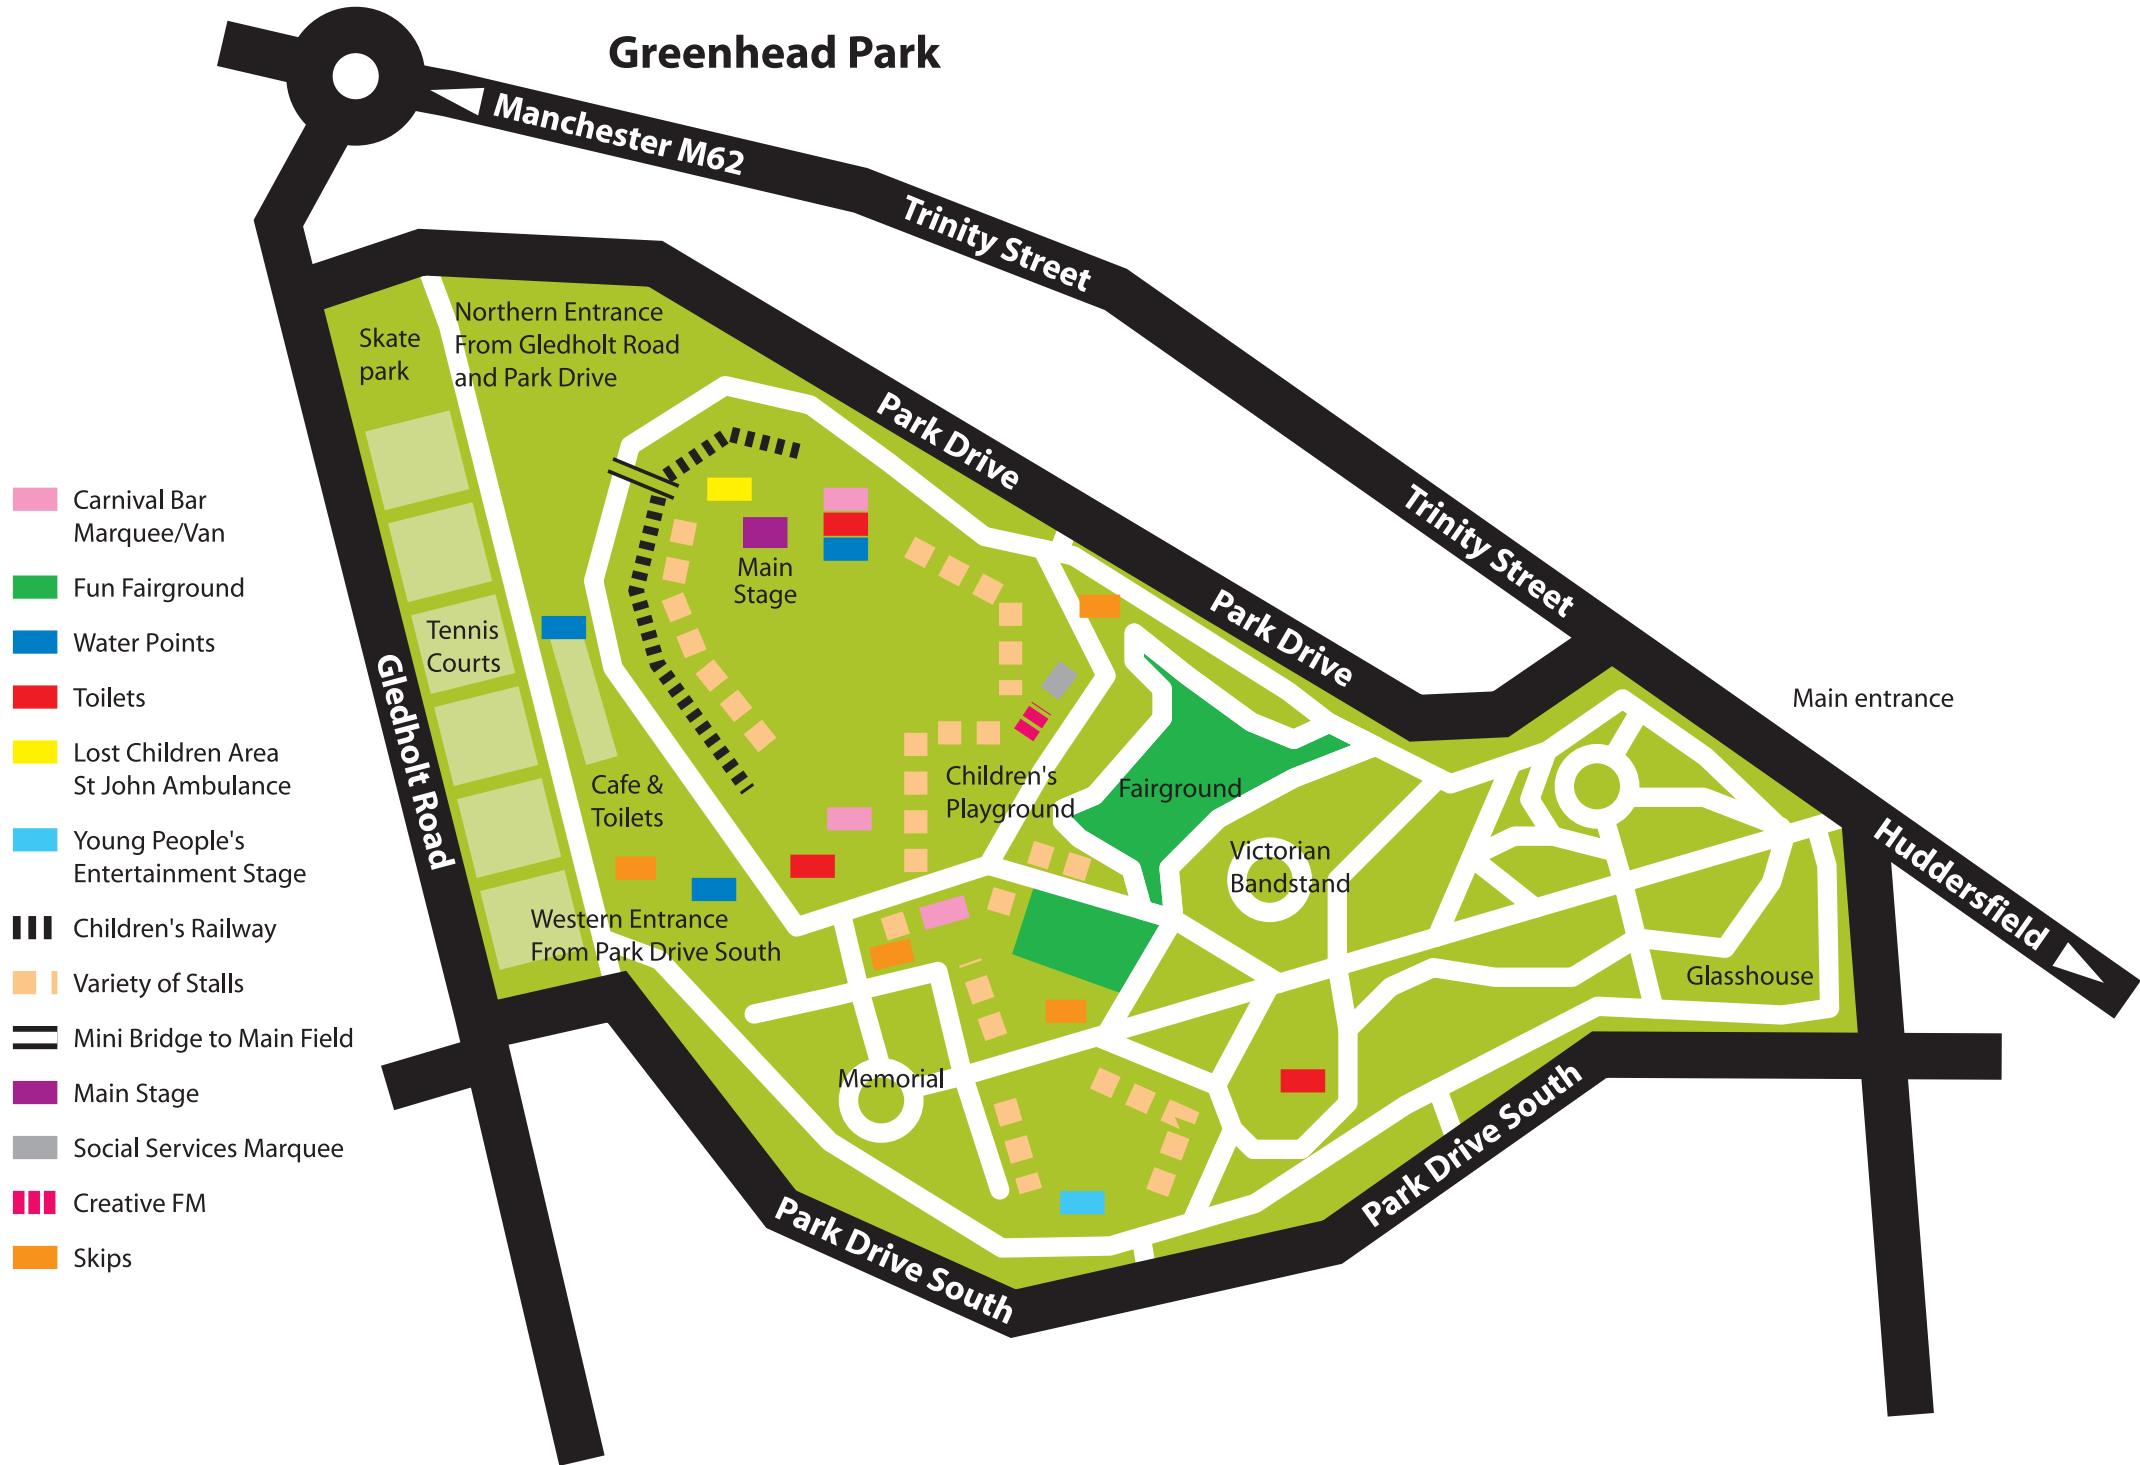 Greenhead Park
Manchester M62
Trinity Street
Northern Entrance
From Gledholt Road
and Park Drive
Skate
park
Park Drive
Trinity Street
Carnival Bar
Marquee/Van
Fun Fairground
Water Points
Toilets
Lost Children Area
St John Ambulance
Young People's
Entertainment Stage
Children's Railway
Variety of Stalls
Mini Bridge to Main Field
Main Stage
Social Services Marquee
Creative FM
Skips
Main
Stage
Tennis
Courts
Gledholt Road
Park Drive
Main entrance
Cafe &
Toilets
Children's
Playground
Fairground
Victorian
Bandstand
Huddersfield
Western Entrance
From Park Drive South
Glasshouse
Memorial
Park Drive South
Park Drive South